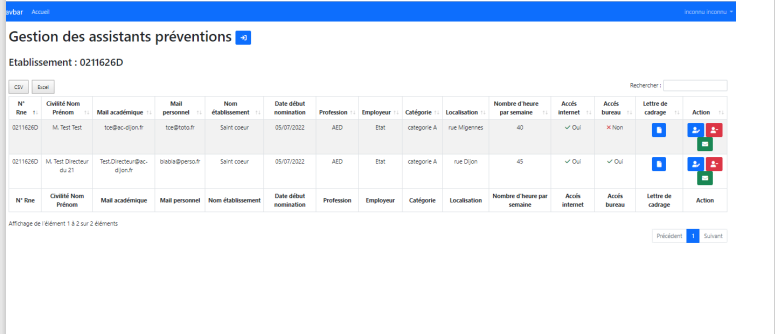 avbar Accueil inconnu inconnu
Gestion des assistants préventions
Etablissement : 0211626D
CSV Excel Rechercher :
N° Rne Civilité Nom Prénom Mail académique Mail personnel Nom établissement Date début nomination Profession Employeur Catégorie Localisation Nombre d'heure par semaine Accés internet Accés bureau Lettre de cadrage Action
0211626D M. Test Test tce@ac-dijon.fr tce@toto.fr Saint coeur 05/07/2022 AED Etat categorie A rue Migennes 40 Oui Non
0211626D M. Test Directeur du 21 Test.Directeur@ac-dijon.fr blabla@perso.fr Saint coeur 05/07/2022 AED Etat categorie A rue Dijon 45 Oui Oui
N° Rne Civilité Nom Prénom Mail académique Mail personnel Nom établissement Date début nomination Profession Employeur Catégorie Localisation Nombre d'heure par semaine Accés internet Accés bureau Lettre de cadrage Action
Affichage de l'élément 1 à 2 sur 2 éléments
Précédent 1 Suivant